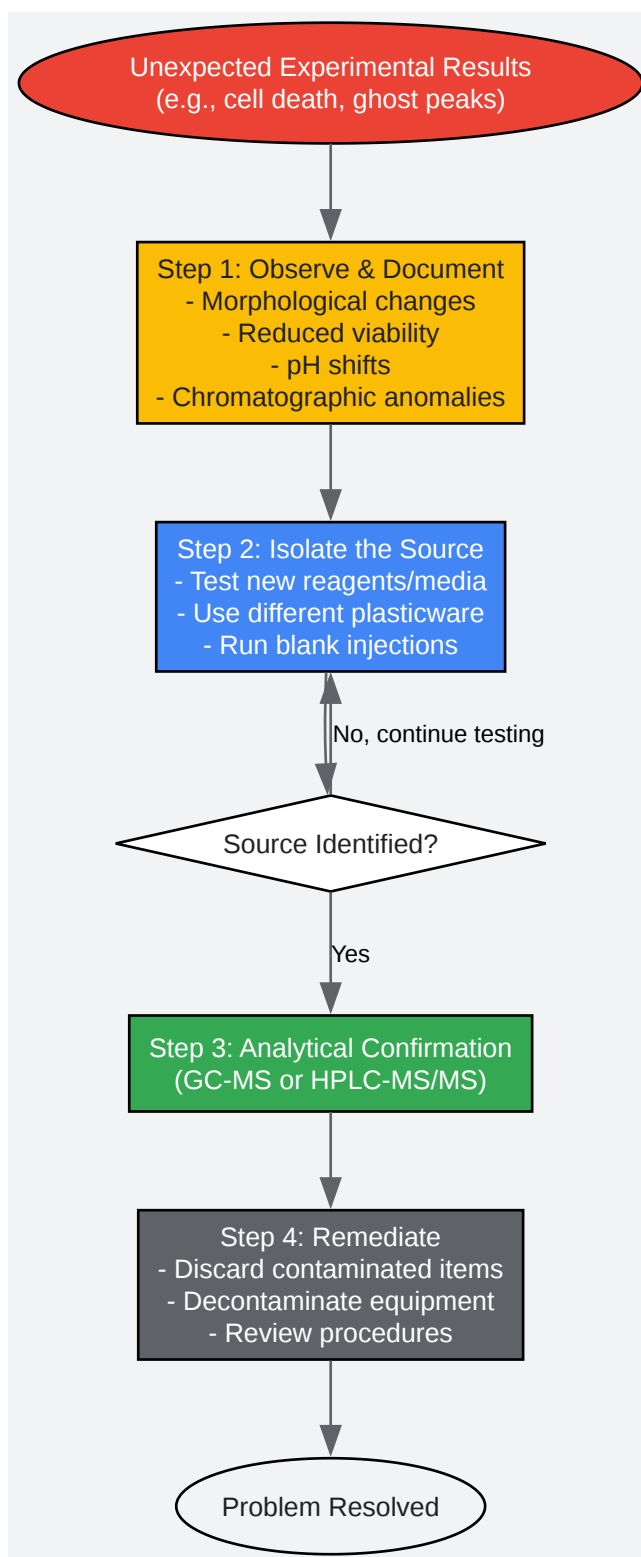 Unexpected Experimental Results
(e.g., cell death, ghost peaks)
Step 1: Observe & Document
- Morphological changes
- Reduced viability
- pH shifts
- Chromatographic anomalies
Step 2: Isolate the Source
- Test new reagents/media
- Use different plasticware
- Run blank injections
No, continue testing
Source Identified?
Yes
Step 3: Analytical Confirmation
(GC-MS or HPLC-MS/MS)
Step 4: Remediate
- Discard contaminated items
- Decontaminate equipment
- Review procedures
Problem Resolved